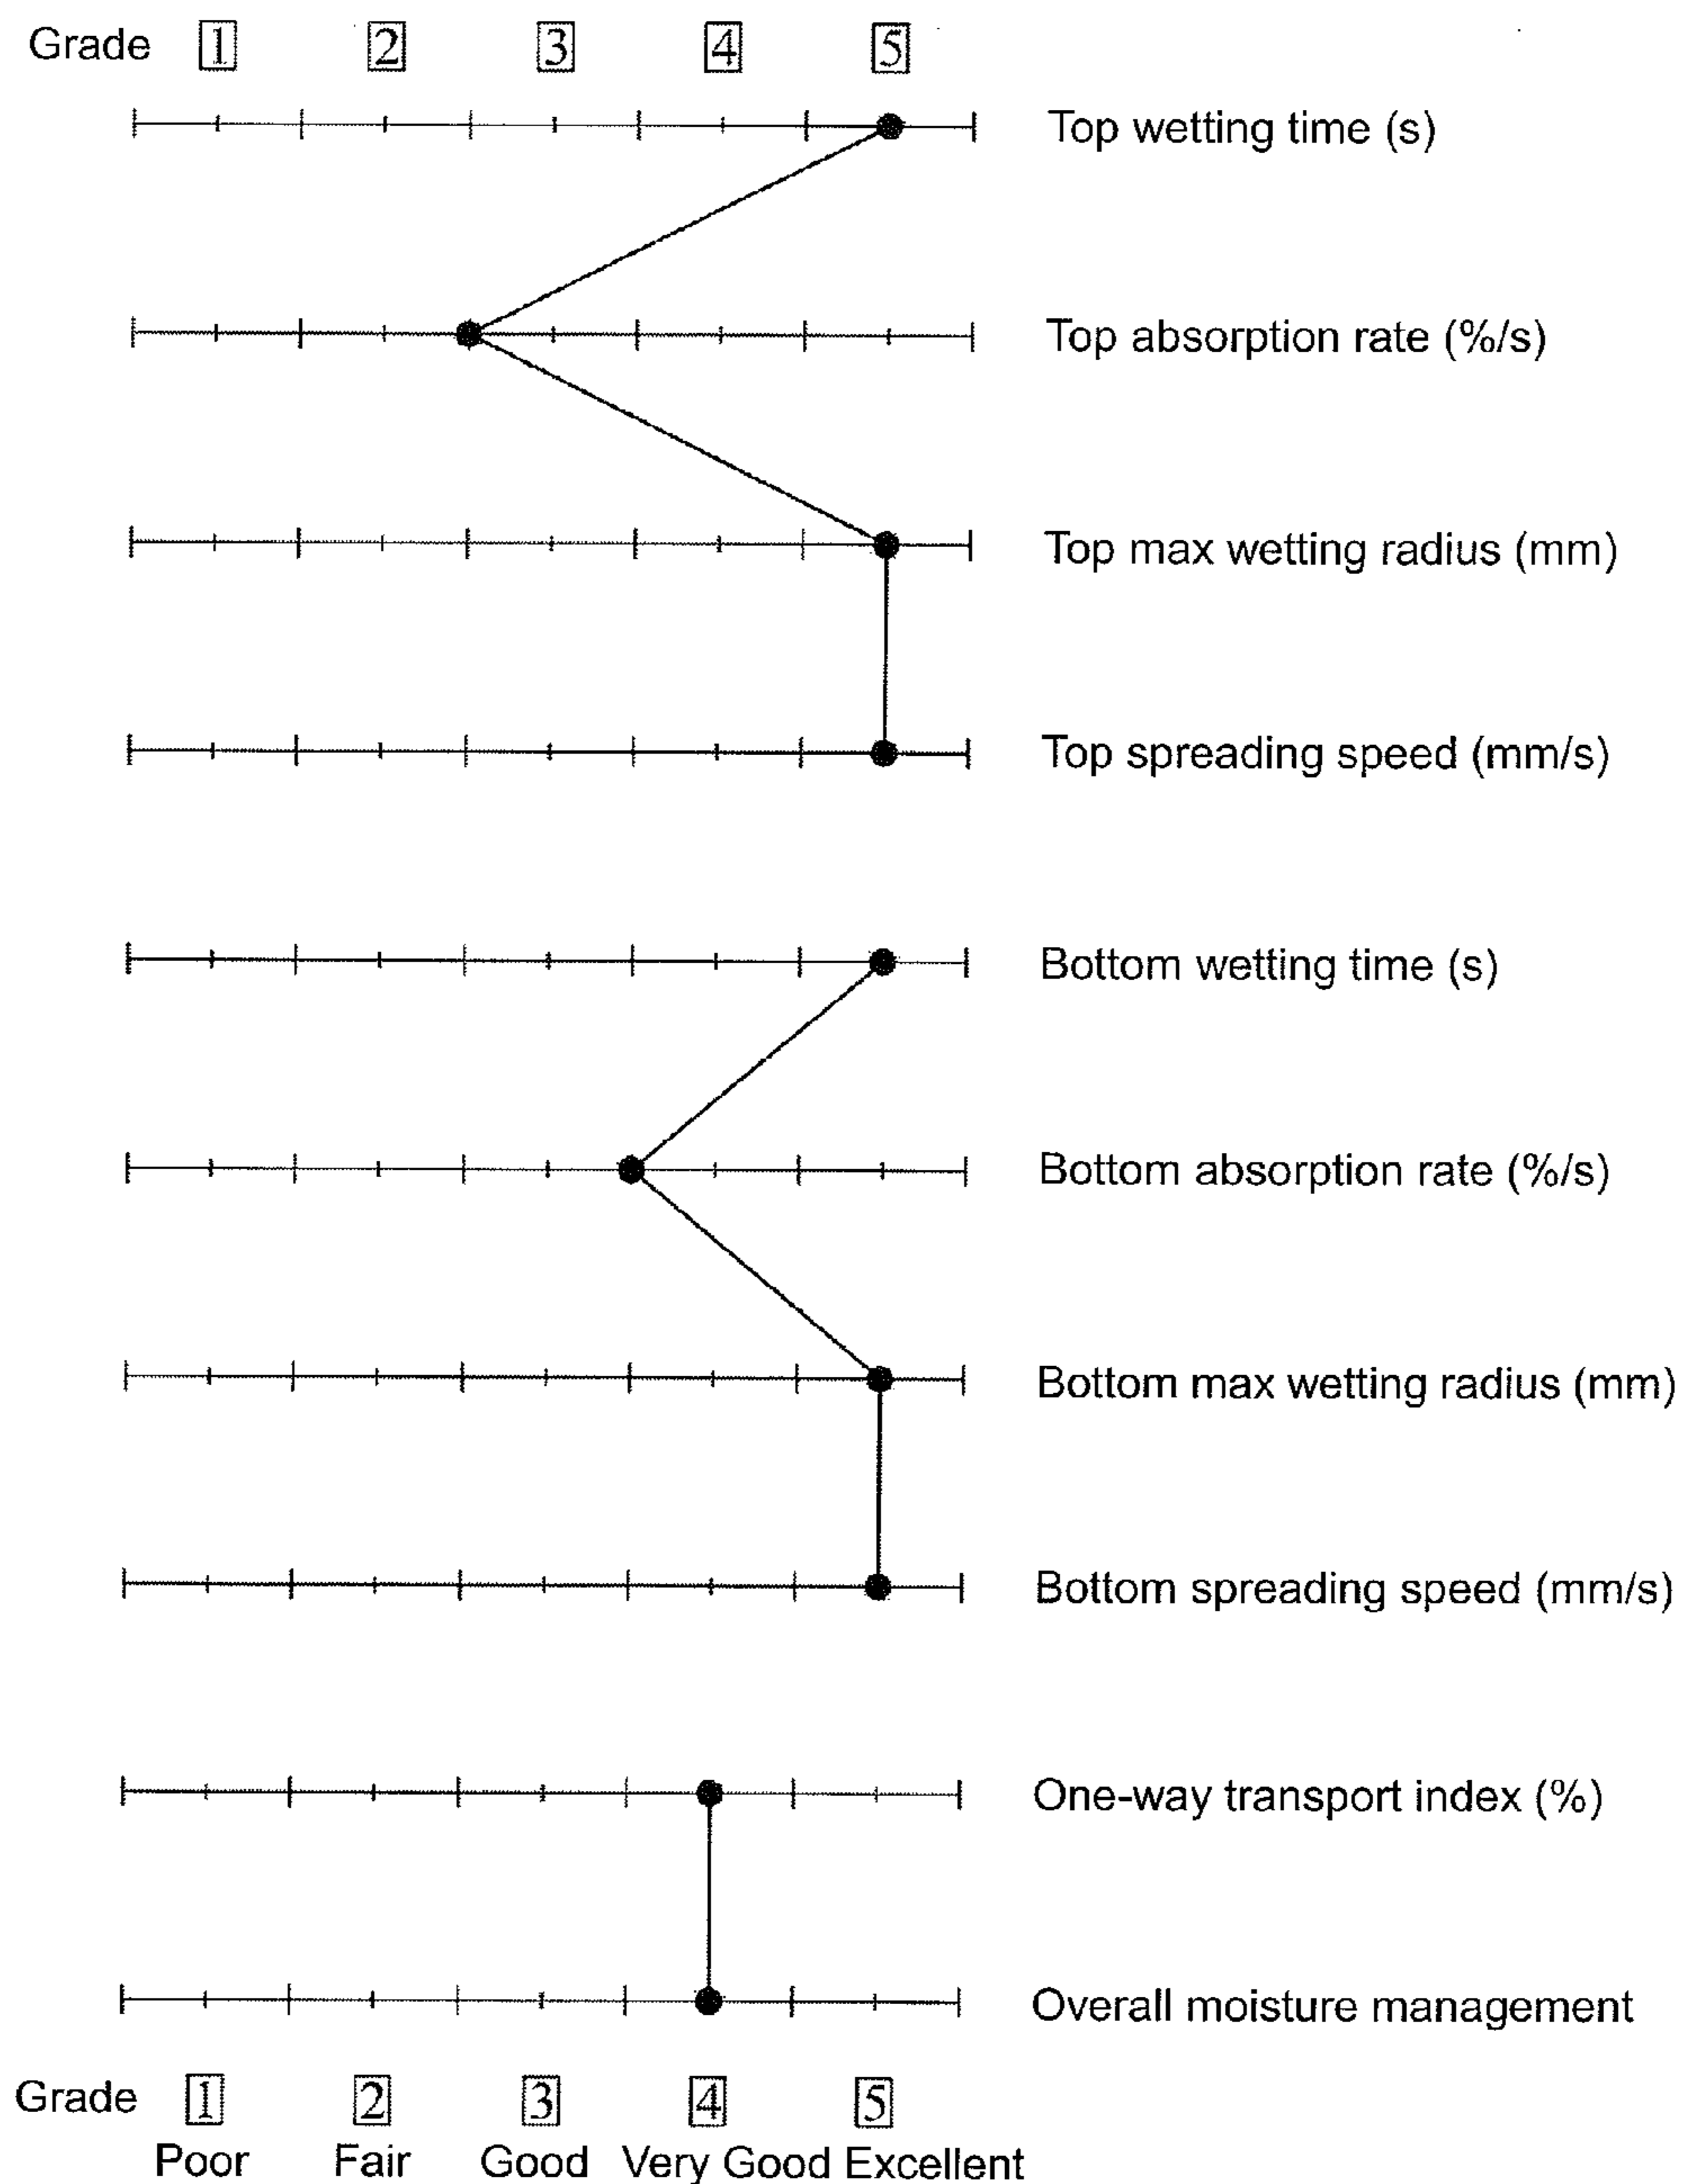 Grade 1 2 3 4 5
Top wetting time (s)
Top absorption rate (%/s)
Top max wetting radius (mm)
Top spreading speed (mm/s)
Bottom wetting time (s)
Bottom absorption rate (%/s)
Bottom max wetting radius (mm)
Bottom spreading speed (mm/s)
One-way transport index (%)
Overall moisture management
Grade 1 2 3 4 5
Poor Fair Good Very Good Excellent